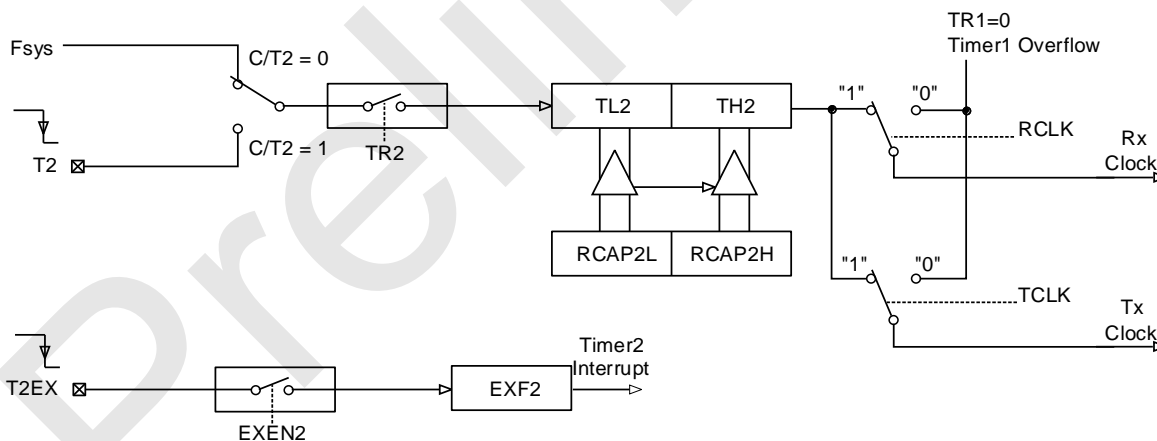 TR1=0
Timer1 Overflow
Fsys
C/T2 = 0
"1"
"0"
TL2
TH2
RCLK
Rx
Clock
T2
C/T2 = 1
TR2
RCAP2L
RCAP2H
"1"
"0"
TCLK
Tx
Clock
Timer2
Interrupt
T2EX
EXF2
EXEN2